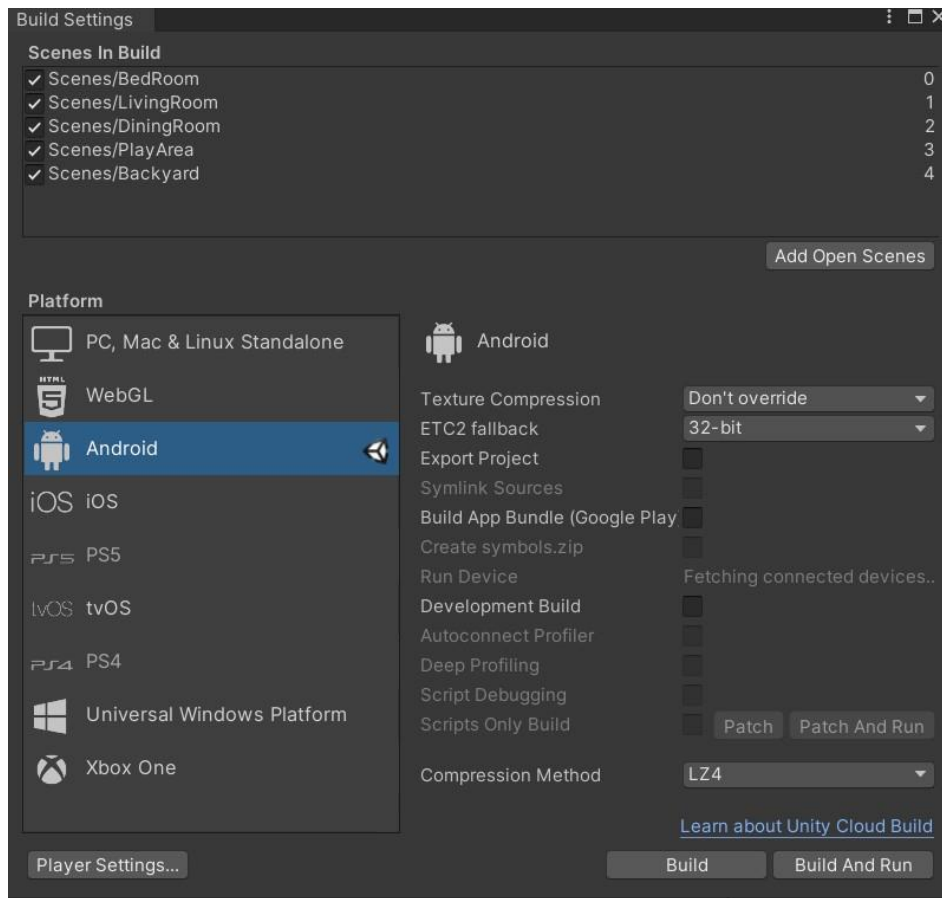 Build Settings
Scenes In Build
Scenes/BedRoom 0
Scenes/LivingRoom 1
Scenes/DiningRoom 2
Scenes/PlayArea 3
Scenes/Backyard 4
Add Open Scenes
Platform
PC, Mac & Linux Standalone
HTML 5 WebGL
Android
iOS iOS
PS5 PS5
tvOS tvOS
PS4 PS4
Universal Windows Platform
Xbox One
Android
Texture Compression Don't override
ETC2 fallback 32-bit
Export Project
Symlink Sources
Build App Bundle (Google Play
Create symbols.zip
Run Device Fetching connected devices..
Development Build
Autoconnect Profiler
Deep Profiling
Script Debugging
Scripts Only Build Patch Patch And Run
Compression Method LZ4
Learn about Unity Cloud Build
Player Settings... Build Build And Run